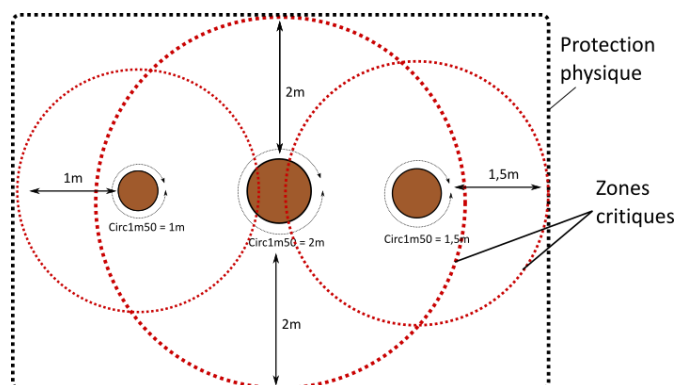 Protection
physique
2m
1m
1,5m
Zones
critiques
Circ1m50 = 1m
Circ1m50 = 2m
Circ1m50 = 1,5m
2m